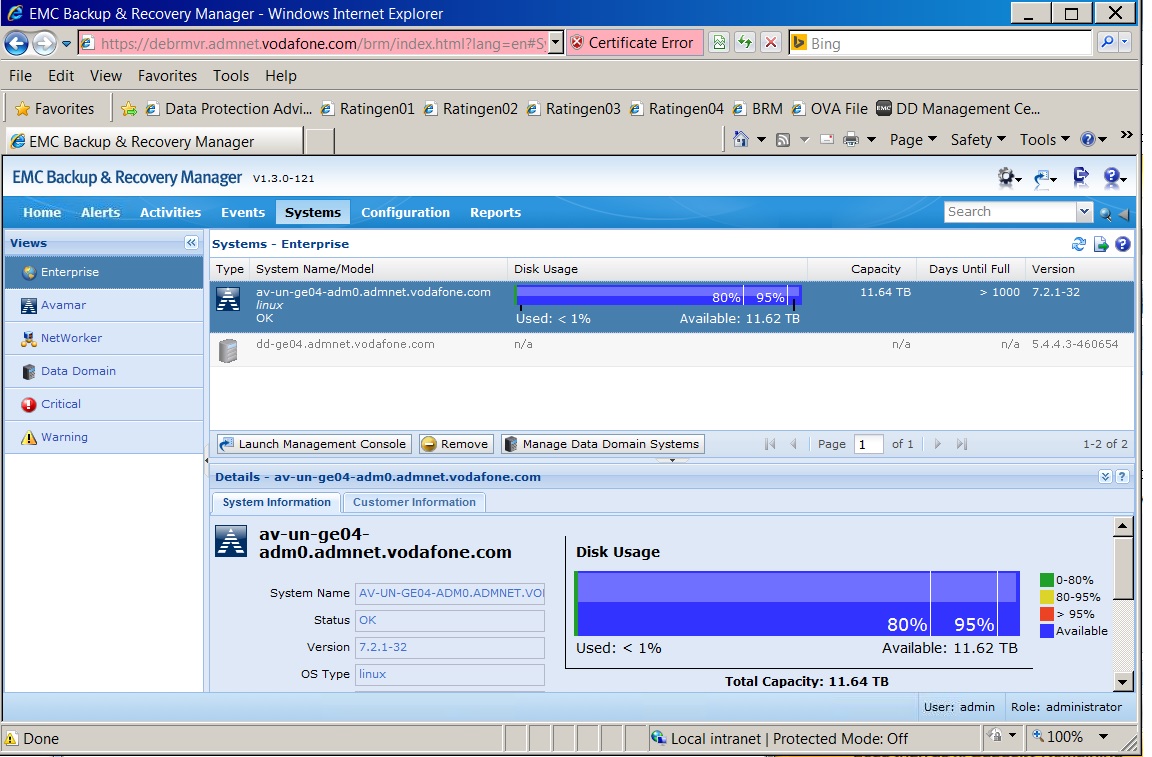 EMC Backup & Recovery Manager - Windows Internet Explorer
https://debrmvr.admnet.vodafone.com/brm/index.html?lang=en#S Certificate Error Bing
File Edit View Favorites Tools Help
Favorites Data Protection Advi... Ratingen01 Ratingen02 Ratingen03 Ratingen04 BRM OVA File EMC DD Management Ce...
EMC Backup & Recovery Manager Page Safety Tools »
EMC Backup & Recovery Manager V1.3.0-121
Home Alerts Activities Events Systems Configuration Reports Search
Views Systems - Enterprise
Type System Name/Model Disk Usage Capacity Days Until Full Version
Enterprise
Avamar
NetWorker
Data Domain
Critical
Warning
av-un-ge04-adm0.admnet.vodafone.com 80% 95% 11.64 TB > 1000 7.2.1-32
linux
OK Used: < 1% Available: 11.62 TB
dd-ge04.admnet.vodafone.com n/a n/a n/a 5.4.4.3-460654
Launch Management Console Remove Manage Data Domain Systems Page 1 of 1 1-2 of 2
Details - av-un-ge04-adm0.admnet.vodafone.com
System Information Customer Information
av-un-ge04-
adm0.admnet.vodafone.com
System Name AV-UN-GE04-ADM0.ADMNET.VO
Status OK
Version 7.2.1-32
OS Type linux
Disk Usage
80% 95%
Used: < 1% Available: 11.62 TB
Total Capacity: 11.64 TB
0-80%
80-95%
> 95%
Available
User: admin Role: administrator
Done Local intranet | Protected Mode: Off 100%